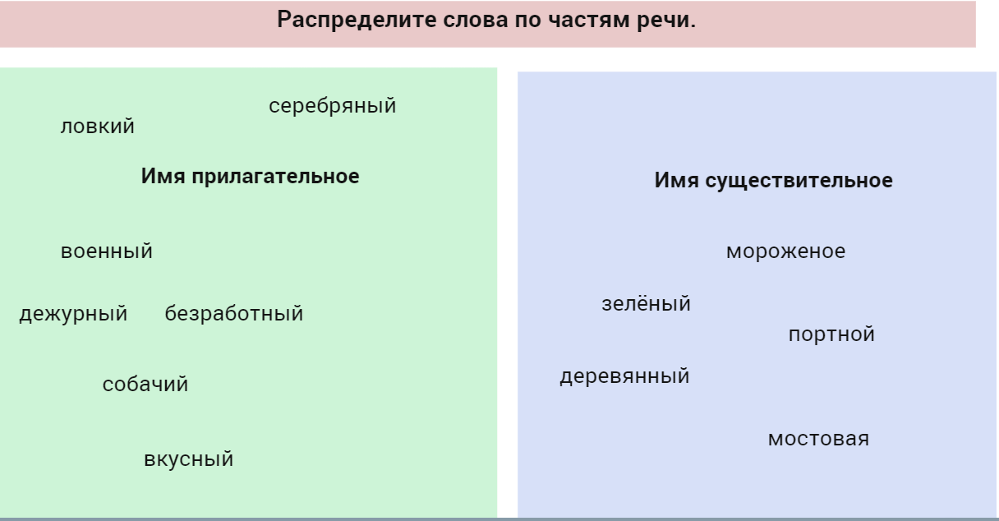 Распределите слова по частям речи.
серебряный
ловкий
Имя прилагательное
военный
дежурный безработный
собачий
вкусный
Имя существительное
мороженое
зелёный
портной
деревянный
мостовая